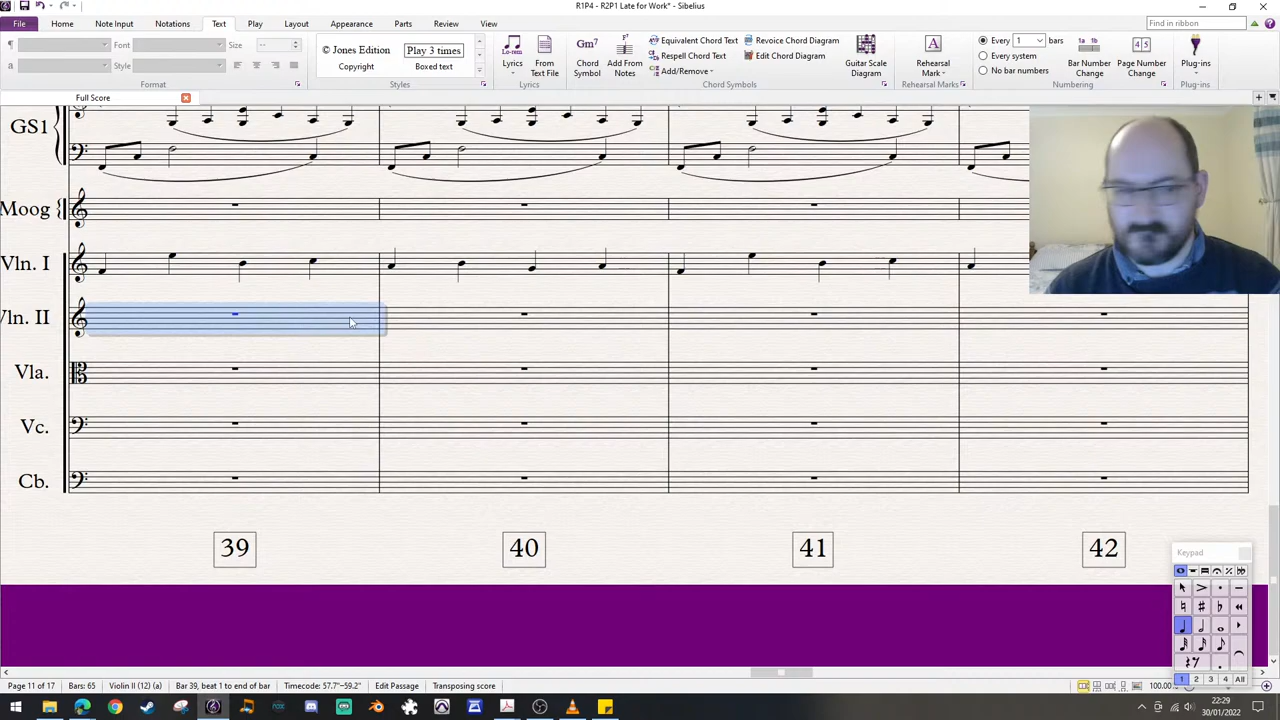 R1P4 - R2P1 Late for Work* - Sibelius
File Home Note Input Notations Text Play Layout Appearance Parts Review View Find in ribbon
Font Size Style Format
© Jones Edition Play 3 times
Copyright Boxed text
Styles
Lyrics From Text File
Lyrics
Gm7 Chord Symbol
Add From Notes
Equivalent Chord Text
Respell Chord Text
Add/Remove
Revoice Chord Diagram
Edit Chord Diagram
Guitar Scale Diagram
Chord Symbols
A Rehearsal Mark
Rehearsal Marks
Every 1 bars
Every system
No bar numbers
Bar Number Change
Page Number Change
Numbering
Plug-ins
Plug-ins
Full Score
GS1
Moog
Vln. I
Vln. II
Vla.
Vc.
Cb.
39 40 41 42
Keypad
1 2 3 4 All
Page 11 of 17 Bars: 65 Violin II (12) (a) Bar 39, beat 1 to end of bar Timecode: 57.7"–59.2" Edit Passage Transposing score 100.00
22:29
30/01/2022